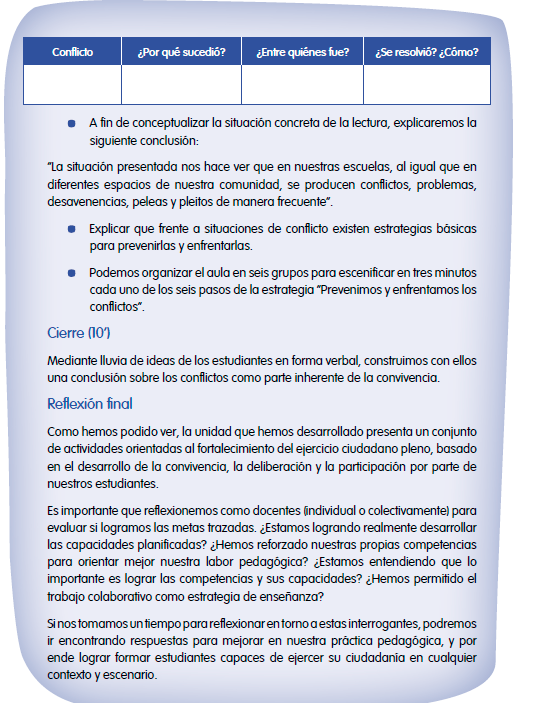 Conflicto ¿Por qué sucedió? ¿Entre quiénes fue? ¿Se resolvió? ¿Cómo?
● A fin de conceptualizar la situación concreta de la lectura, explicaremos la
siguiente conclusión:
“La situación presentada nos hace ver que en nuestras escuelas, al igual que en
diferentes espacios de nuestra comunidad, se producen conflictos, problemas,
desavenencias, peleas y pleitos de manera frecuente”.
● Explicar que frente a situaciones de conflicto existen estrategias básicas
para prevenirlas y enfrentarlas.
● Podemos organizar el aula en seis grupos para escenificar en tres minutos
cada uno de los seis pasos de la estrategia “Prevenimos y enfrentamos los
conflictos”.
Cierre (10’)
Mediante lluvia de ideas de los estudiantes en forma verbal, construimos con ellos
una conclusión sobre los conflictos como parte inherente de la convivencia.
Reflexión final
Como hemos podido ver, la unidad que hemos desarrollado presenta un conjunto
de actividades orientadas al fortalecimiento del ejercicio ciudadano pleno, basado
en el desarrollo de la convivencia, la deliberación y la participación por parte de
nuestros estudiantes.
Es importante que reflexionemos como docentes (individual o colectivamente) para
evaluar si logramos las metas trazadas. ¿Estamos logrando realmente desarrollar
las capacidades planificadas? ¿Hemos reforzado nuestras propias competencias
para orientar mejor nuestra labor pedagógica? ¿Estamos entendiendo que lo
importante es lograr las competencias y sus capacidades? ¿Hemos permitido el
trabajo colaborativo como estrategia de enseñanza?
Si nos tomamos un tiempo para reflexionar en torno a estas interrogantes, podremos
ir encontrando respuestas para mejorar en nuestra práctica pedagógica, y por
ende lograr formar estudiantes capaces de ejercer su ciudadanía en cualquier
contexto y escenario.